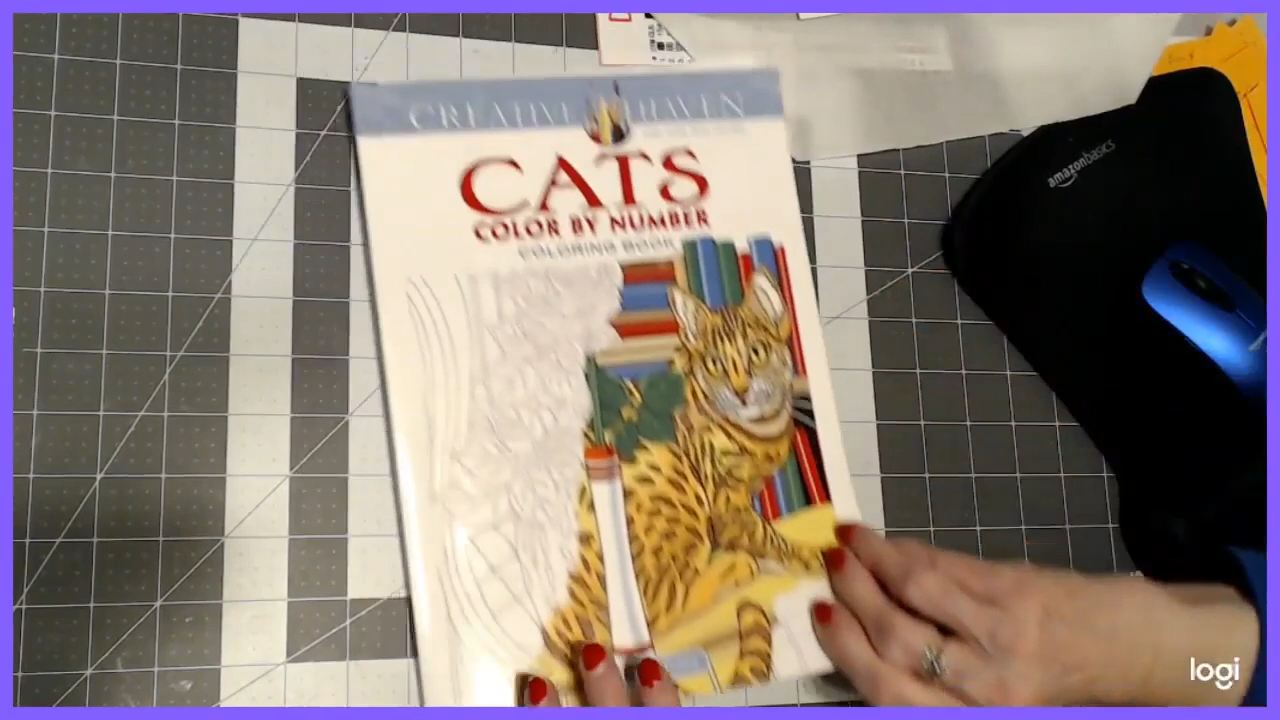 CREATIVE HAVEN
CATS
COLOR BY NUMBER
COLORING BOOK
amazonbasics
logi